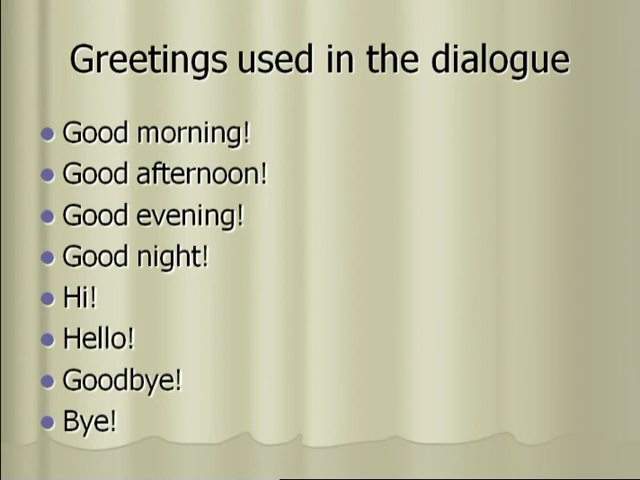 Greetings used in the dialogue
Good morning!
Good afternoon!
Good evening!
Good night!
Hi!
Hello!
Goodbye!
Bye!